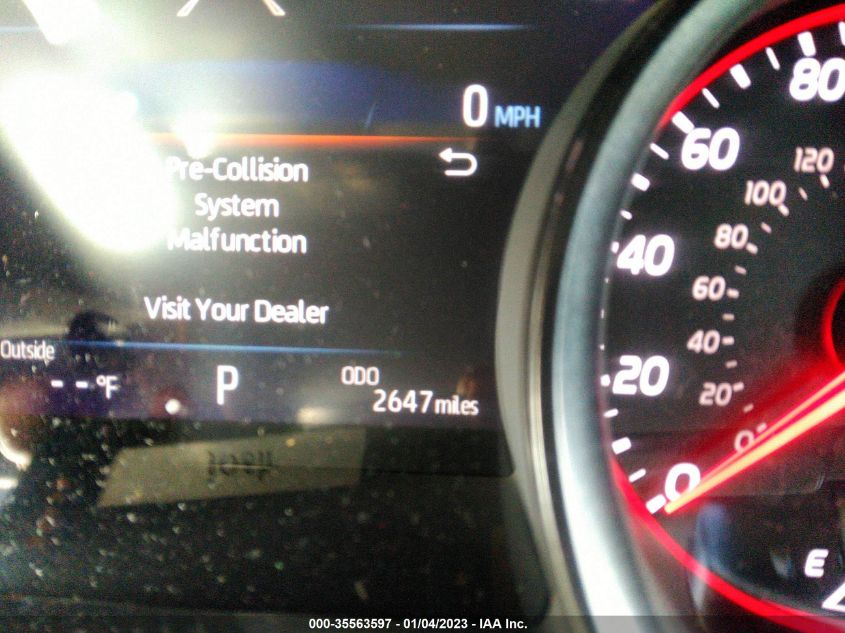 0 MPH
Pre-Collision
System
Malfunction
Visit Your Dealer
Outside
--°F
P
ODO
2647 miles
80
60
40
20
0
120
100
80
60
40
20
0
E
000-35563597 - 01/04/2023 - IAA Inc.